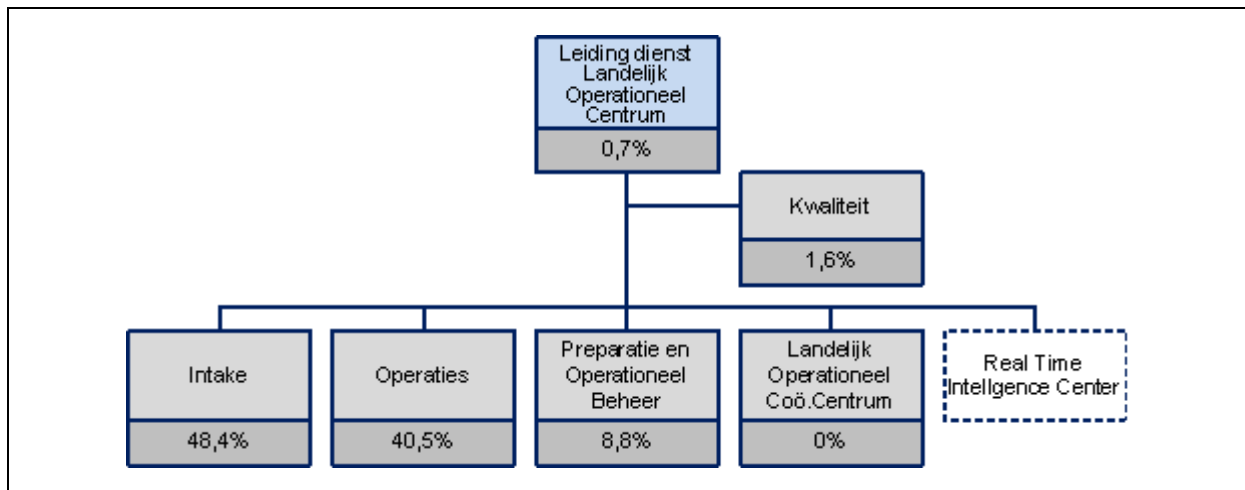 Leiding dienst
Landelijk
Operationeel
Centrum
0,7%
Kwaliteit
1,6%
Intake
48,4%
Operaties
40,5%
Preparatie en
Operationeel
Beheer
8,8%
Landelijk
Operationeel
Coö.Centrum
0%
Real Time
Intellgence Center